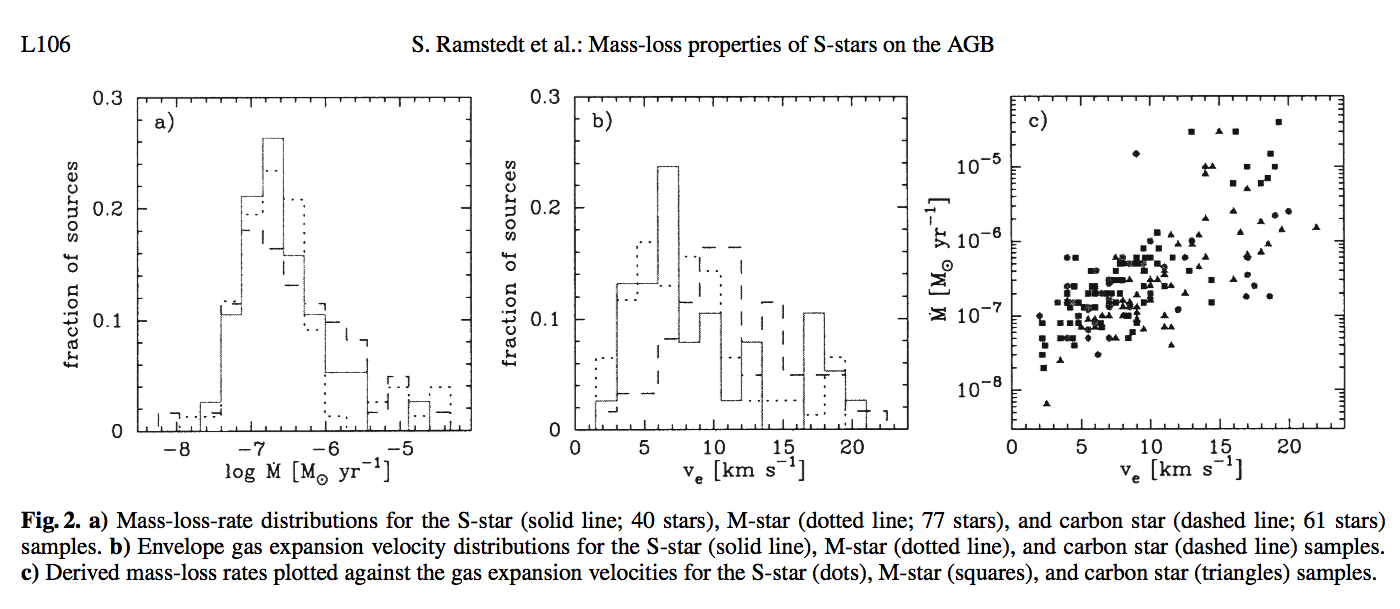 L106
S. Ramstedt et al.: Mass-loss properties of S-stars on the AGB
a)
fraction of sources
0.3
0.2
0.1
0
−8 −7 −6 −5
log Ṁ [M⊙ yr−1]
b)
fraction of sources
0.3
0.2
0.1
0
0 5 10 15 20
ve [km s−1]
c)
Ṁ [M⊙ yr−1]
10−5
10−6
10−7
10−8
0 5 10 15 20
ve [km s−1]
Fig. 2. a) Mass-loss-rate distributions for the S-star (solid line; 40 stars), M-star (dotted line; 77 stars), and carbon star (dashed line; 61 stars)
samples. b) Envelope gas expansion velocity distributions for the S-star (solid line), M-star (dotted line), and carbon star (dashed line) samples.
c) Derived mass-loss rates plotted against the gas expansion velocities for the S-star (dots), M-star (squares), and carbon star (triangles) samples.